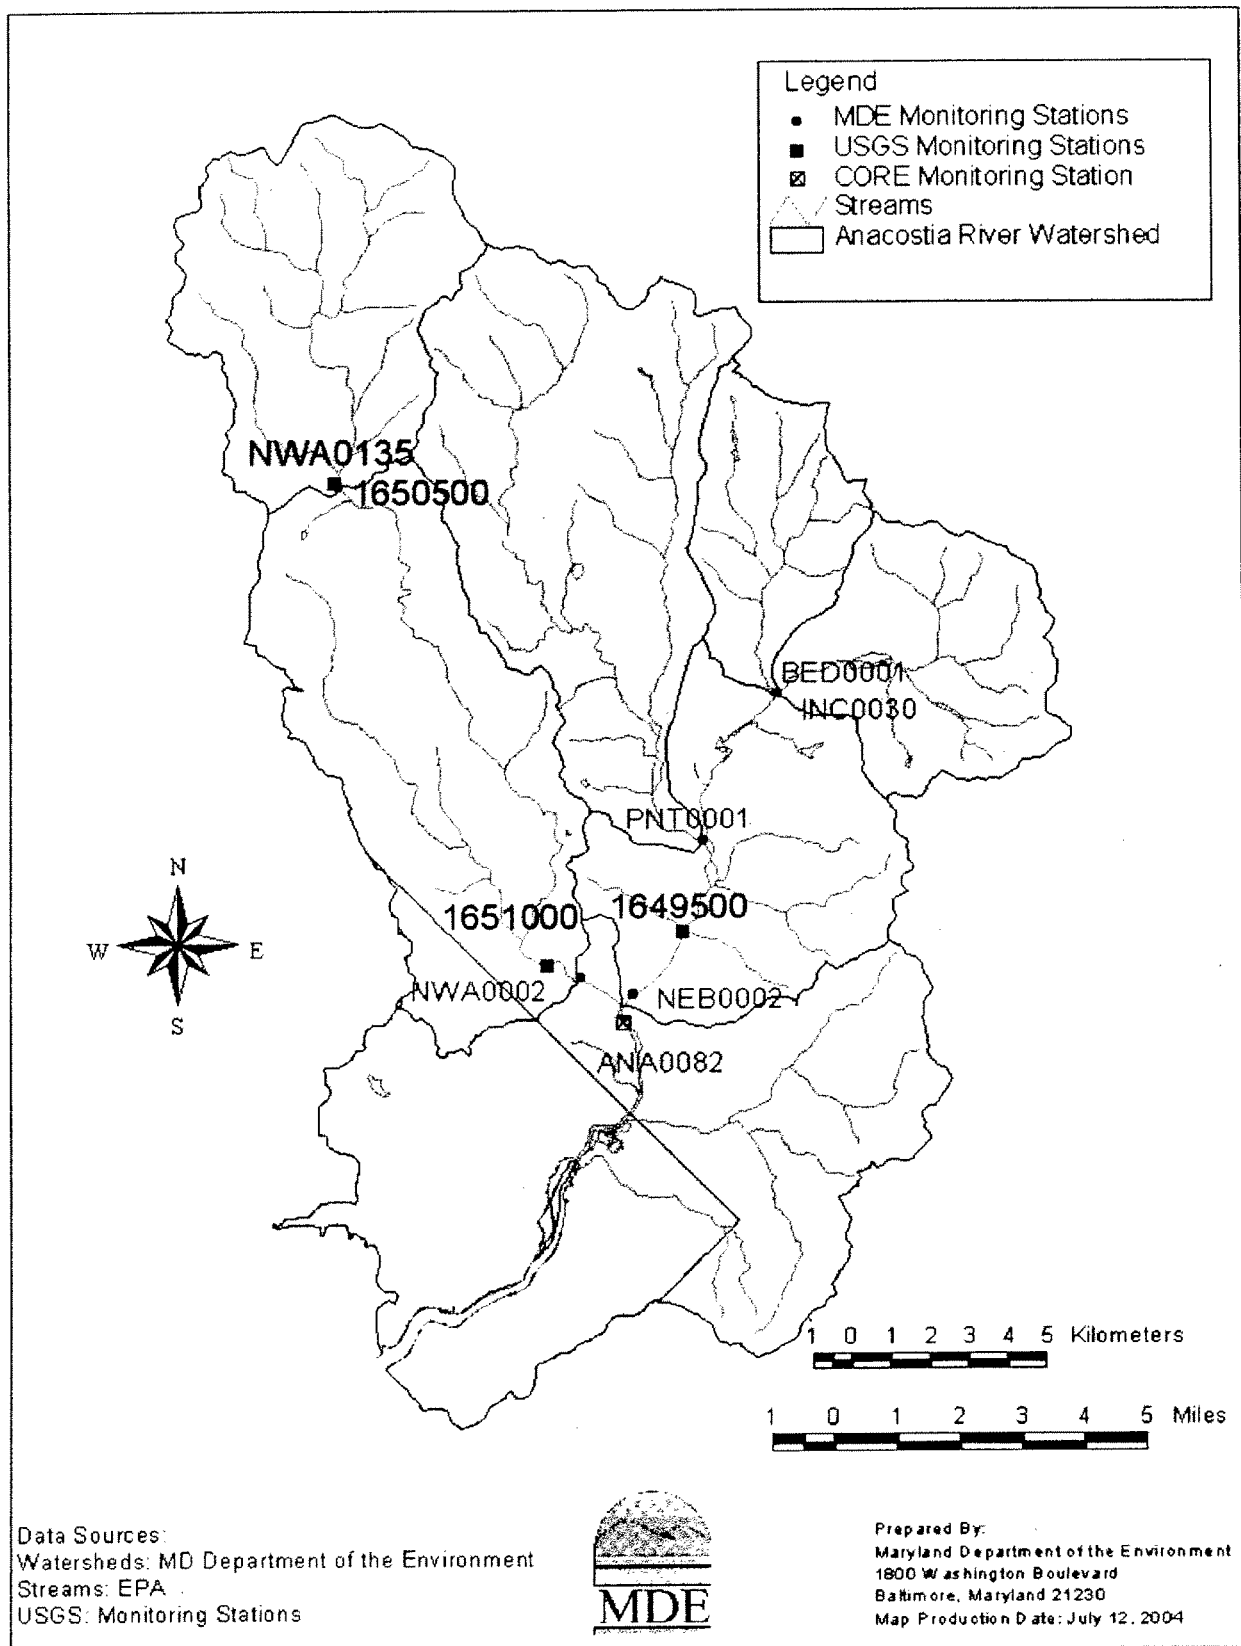 Legend
MDE Monitoring Stations
USGS Monitoring Stations
CORE Monitoring Station
Streams
Anacostia River Watershed
NWA0135
1650500
BED0001
INC0030
PNT0001
1651000
1649500
NWA0002
NEB0002
ANA0082
N
W E
S
1 0 1 2 3 4 5 Kilometers
1 0 1 2 3 4 5 Miles
Data Sources:
Watersheds: MD Department of the Environment
Streams: EPA
USGS: Monitoring Stations
MDE
Prepared By:
Maryland Department of the Environment
1800 Washington Boulevard
Baltimore, Maryland 21230
Map Production Date: July 12, 2004